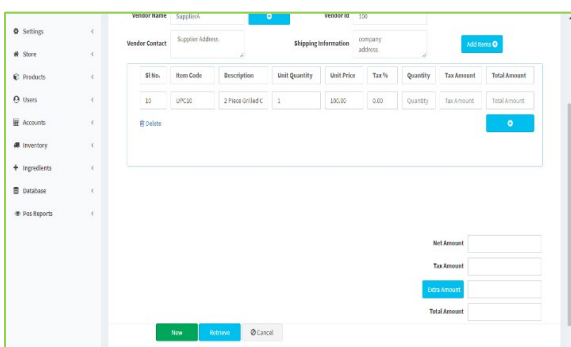 Vendor Name SupplierA Vendor Id 100
Settings
Vendor Contact Supplier Address Shipping Information company address Add Items
Store
Products
Sl No. Item Code Description Unit Quantity Unit Price Tax % Quantity Tax Amount Total Amount
Users
10 UPC10 2 Piece Grilled C 1 100.00 0.00 Quantity Tax Amount Total Amount
Accounts
Delete
Inventory
Ingredients
Database
Pos Reports
Net Amount
Tax Amount
Extra Amount
Total Amount
New Retrieve Cancel